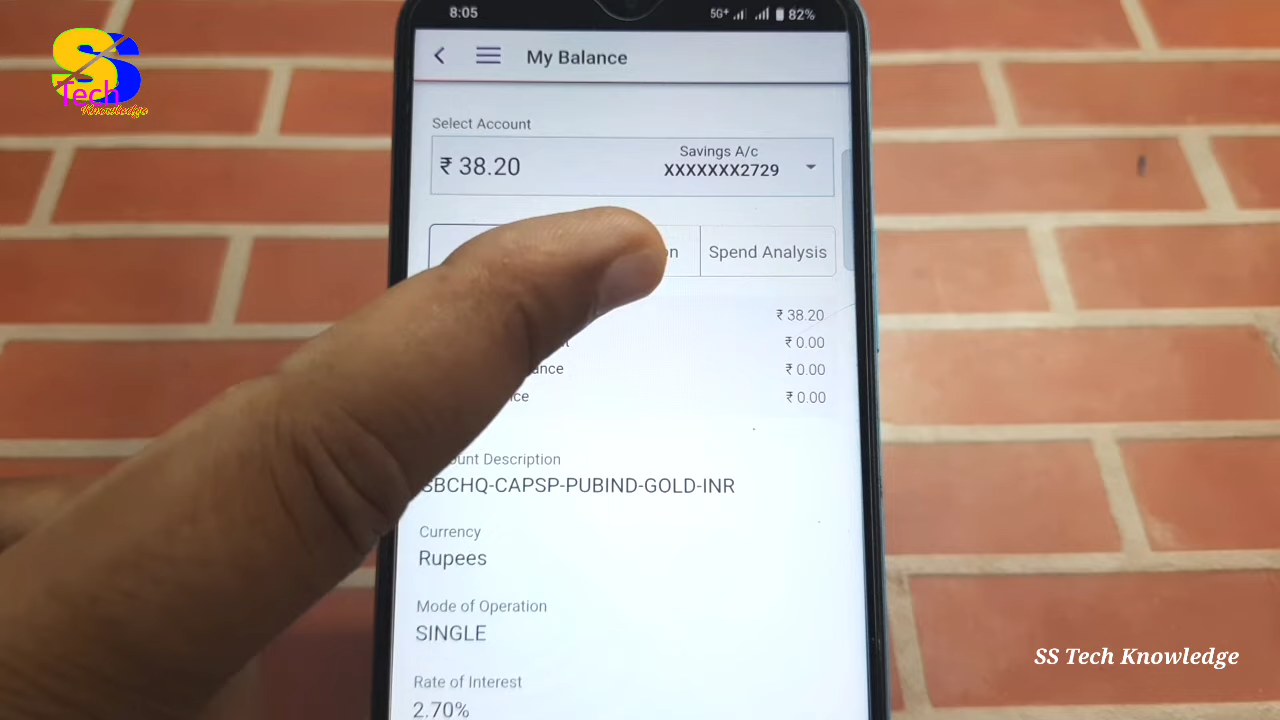 8:05 5G+ 82%
SS
Tech
Knowledge
My Balance
Select Account
₹ 38.20
Savings A/c
XXXXXXX2729
Spend Analysis
₹ 38.20
₹ 0.00
₹ 0.00
₹ 0.00
Description
SBCHQ-CAPSP-PUBIND-GOLD-INR
Currency
Rupees
Mode of Operation
SINGLE
SS Tech Knowledge
Rate of Interest
2.70%